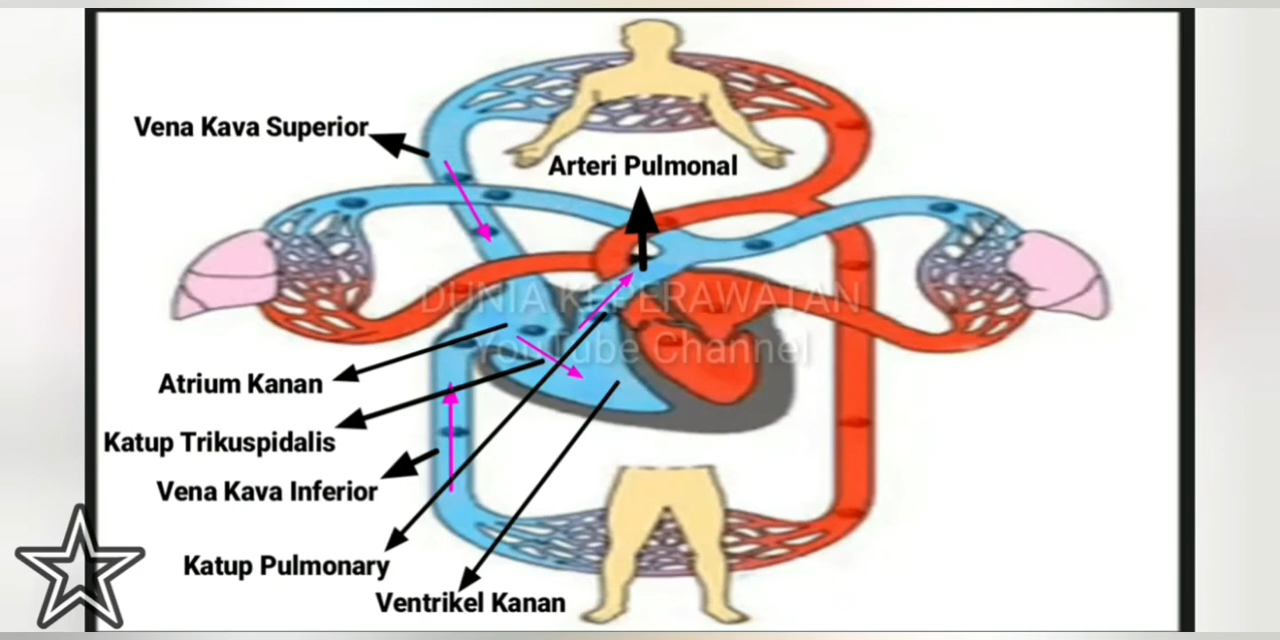 Vena Kava Superior
Arteri Pulmonal
DUNIA KEPERAWATAN
YouTube Channel
Atrium Kanan
Katup Trikuspidalis
Vena Kava Inferior
Katup Pulmonary
Ventrikel Kanan